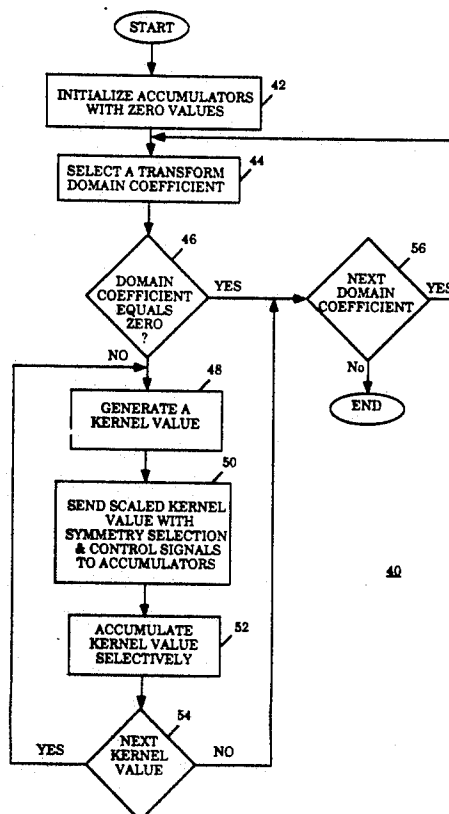 START
42
INITIALIZE ACCUMULATORS
WITH ZERO VALUES
44
SELECT A TRANSFORM
DOMAIN COEFFICIENT
46
DOMAIN
COEFFICIENT
EQUALS
ZERO
?
YES
NO
56
NEXT
DOMAIN
COEFFICIENT
YES
No
END
48
GENERATE A
KERNEL VALUE
50
SEND SCALED KERNEL
VALUE WITH
SYMMETRY SELECTION
& CONTROL SIGNALS
TO ACCUMULATORS
40
52
ACCUMULATE
KERNEL VALUE
SELECTIVELY
54
NEXT
KERNEL
VALUE
YES
NO